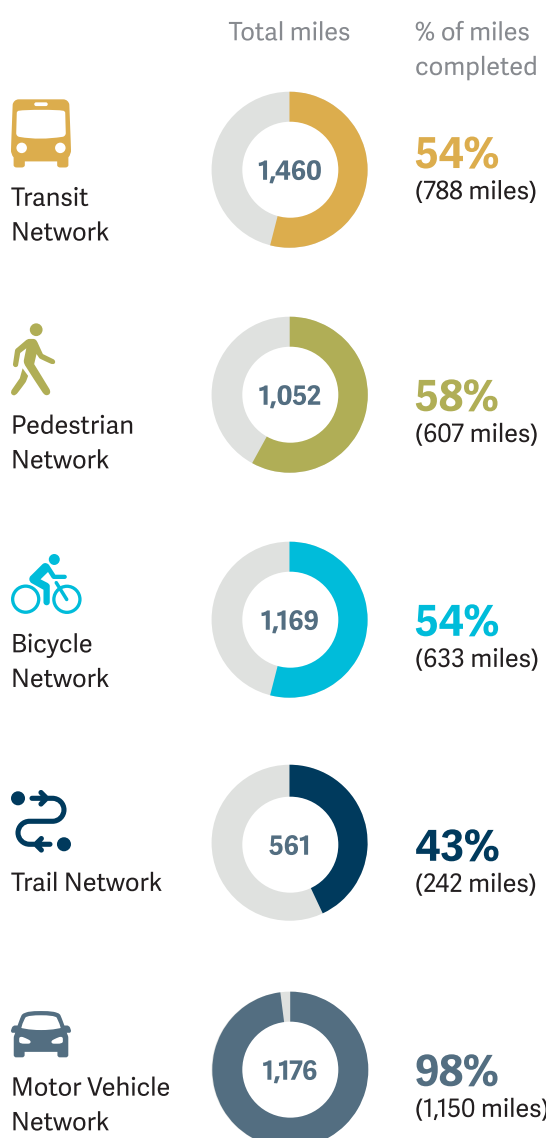 Total miles
% of miles
completed
Transit
Network
1,460
54%
(788 miles)
Pedestrian
Network
1,052
58%
(607 miles)
Bicycle
Network
1,169
54%
(633 miles)
Trail Network
561
43%
(242 miles)
Motor Vehicle
Network
1,176
98%
(1,150 miles)